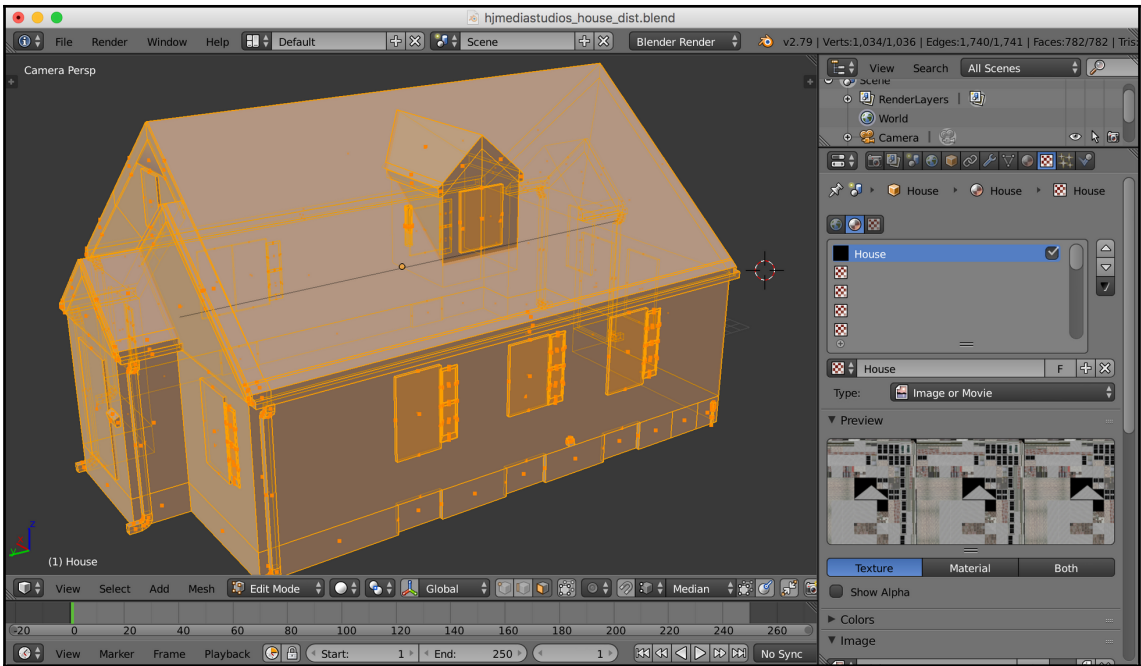 hjmediastudios_house_dist.blend
File Render Window Help Default Scene Blender Render v2.79 | Verts:1,034/1,036 | Edges:1,740/1,741 | Faces:782/782 | Tris:
Camera Persp
View Search All Scenes
Scene
RenderLayers |
World
Camera |
House House House
House
House F
Type: Image or Movie
Preview
Texture Material Both
Show Alpha
Colors
Image
z
y
(1) House
View Select Add Mesh Edit Mode Global Median
-20 0 20 40 60 80 100 120 140 160 180 200 220 240 260
View Marker Frame Playback Start: 1 End: 250 1 No Sync